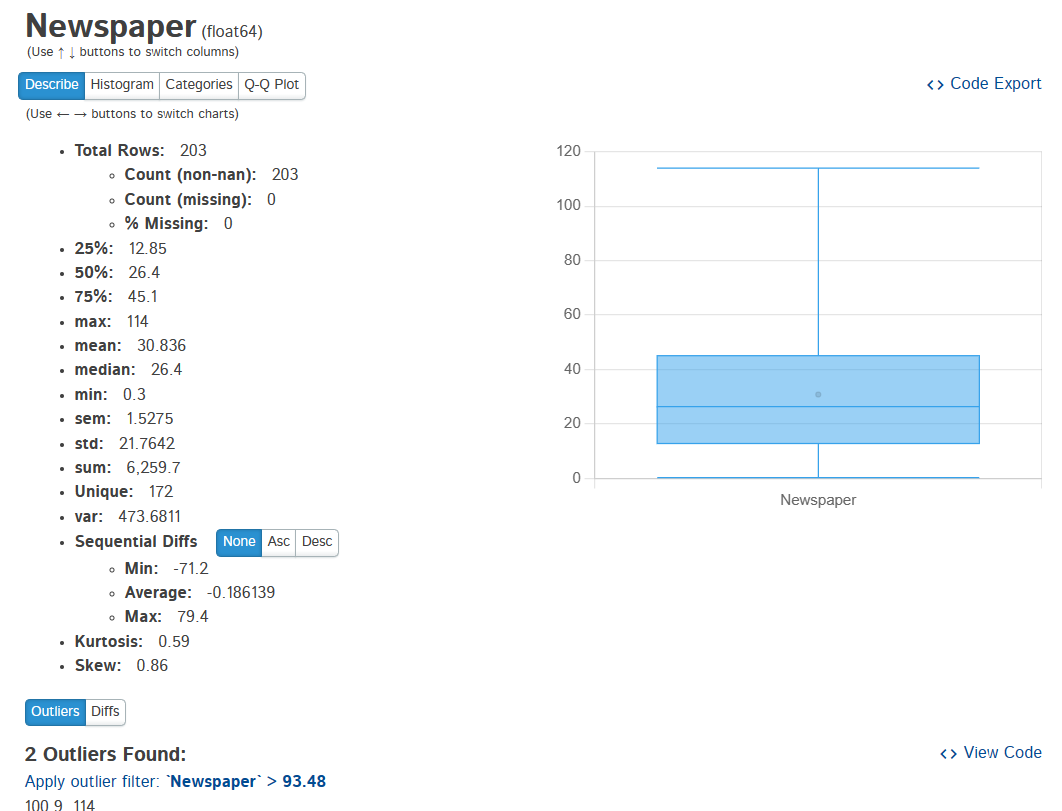 Newspaper (float64)
(Use ↑ ↓ buttons to switch columns)
Describe Histogram Categories Q-Q Plot
<> Code Export
(Use ← → buttons to switch charts)
• Total Rows: 203
◦ Count (non-nan): 203
◦ Count (missing): 0
◦ % Missing: 0
• 25%: 12.85
• 50%: 26.4
• 75%: 45.1
• max: 114
• mean: 30.836
• median: 26.4
• min: 0.3
• sem: 1.5275
• std: 21.7642
• sum: 6,259.7
• Unique: 172
• var: 473.6811
• Sequential Diffs None Asc Desc
◦ Min: -71.2
◦ Average: -0.186139
◦ Max: 79.4
• Kurtosis: 0.59
• Skew: 0.86
120
100
80
60
40
20
0
Newspaper
Outliers Diffs
2 Outliers Found:
<> View Code
Apply outlier filter: `Newspaper` > 93.48
100.9, 114